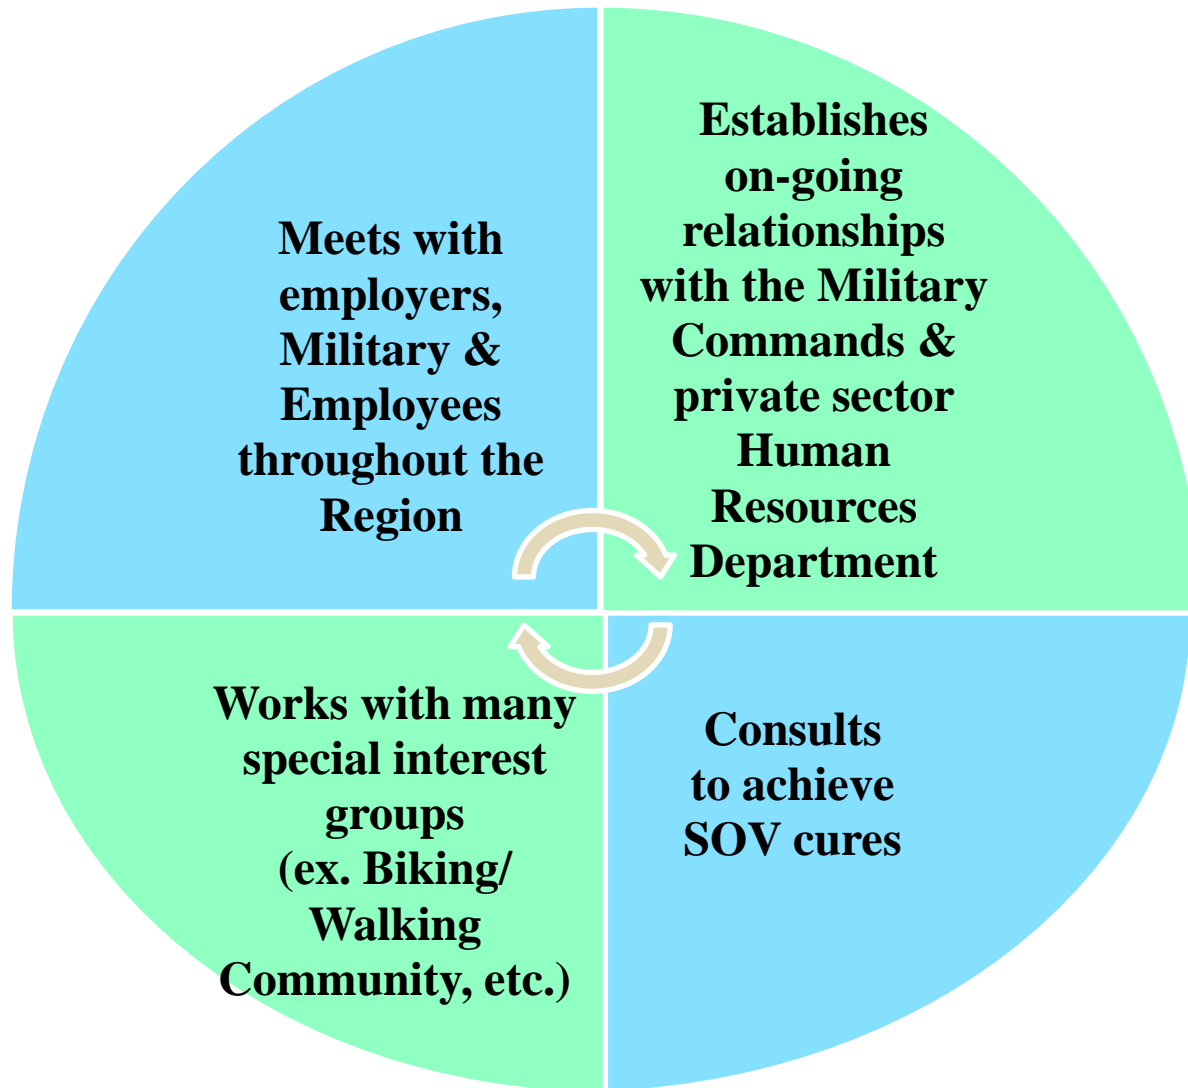 Meets with
employers,
Military &
Employees
throughout the
Region
Establishes
on-going
relationships
with the Military
Commands &
private sector
Human
Resources
Department
Works with many
special interest
groups
(ex. Biking/
Walking
Community, etc.)
Consults
to achieve
SOV cures